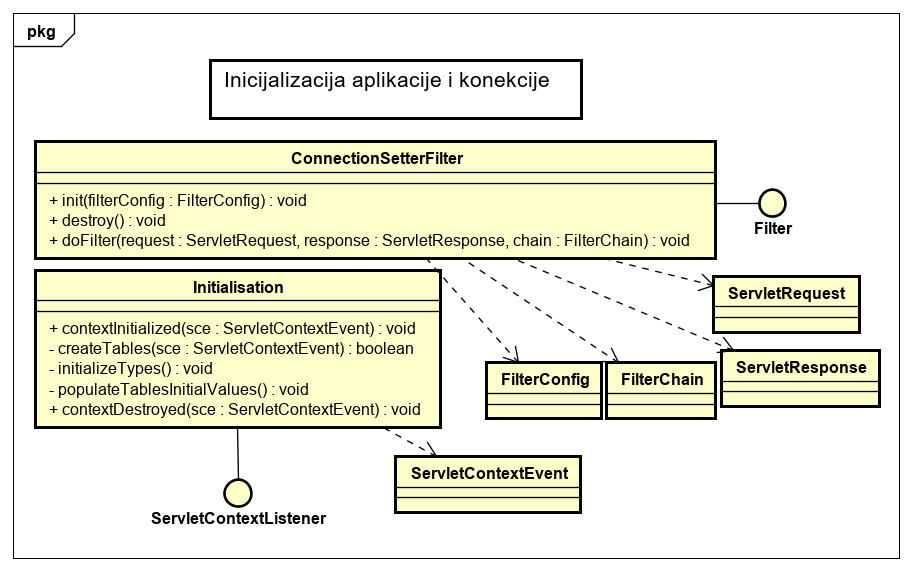 pkg
Inicijalizacija aplikacije i konekcije
ConnectionSetterFilter
+ init(filterConfig : FilterConfig) : void
+ destroy() : void
+ doFilter(request : ServletRequest, response : ServletResponse, chain : FilterChain) : void
Filter
Initialisation
+ contextInitialized(sce : ServletContextEvent) : void
- createTables(sce : ServletContextEvent) : boolean
- initializeTypes() : void
- populateTablesInitialValues() : void
+ contextDestroyed(sce : ServletContextEvent) : void
ServletRequest
FilterConfig
FilterChain
ServletResponse
ServletContextEvent
ServletContextListener